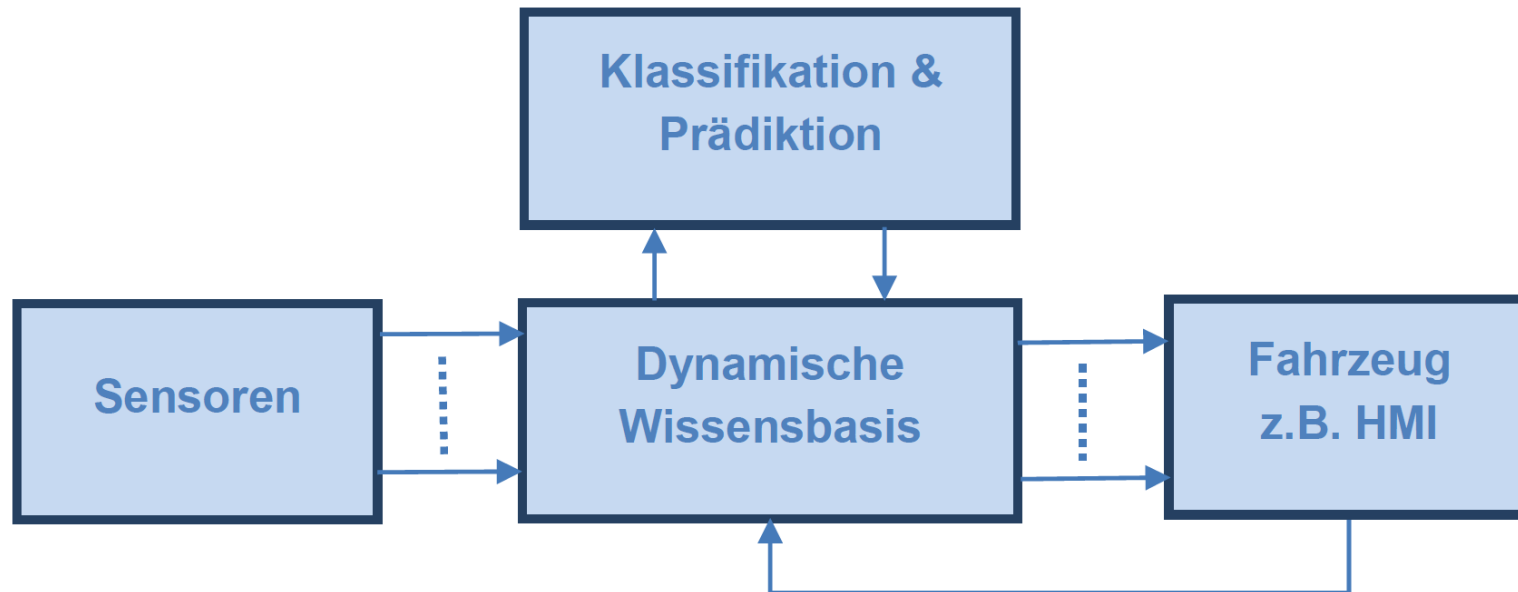 Klassifikation &
Prädiktion
Sensoren
Dynamische
Wissensbasis
Fahrzeug
z.B. HMI